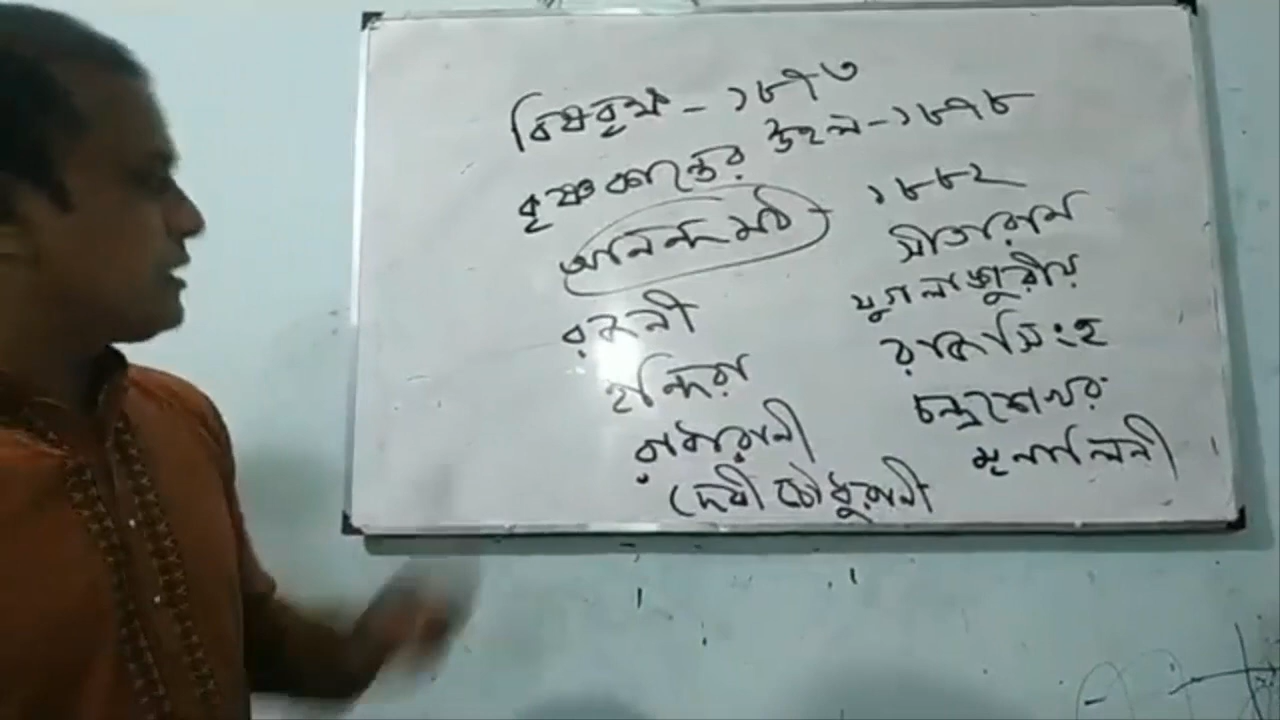 বিষবৃক্ষ - ১৮৭৩
কৃষ্ণকান্তের উইল - ১৮৭৮
আনন্দমঠ - ১৮৮২
সীতারাম
রজনী
যুগলাঙ্গুরীয়
ইন্দিরা
রাজসিংহ
রাধারানী
চন্দ্রশেখর
দেবী চৌধুরানী
মৃনালিনী